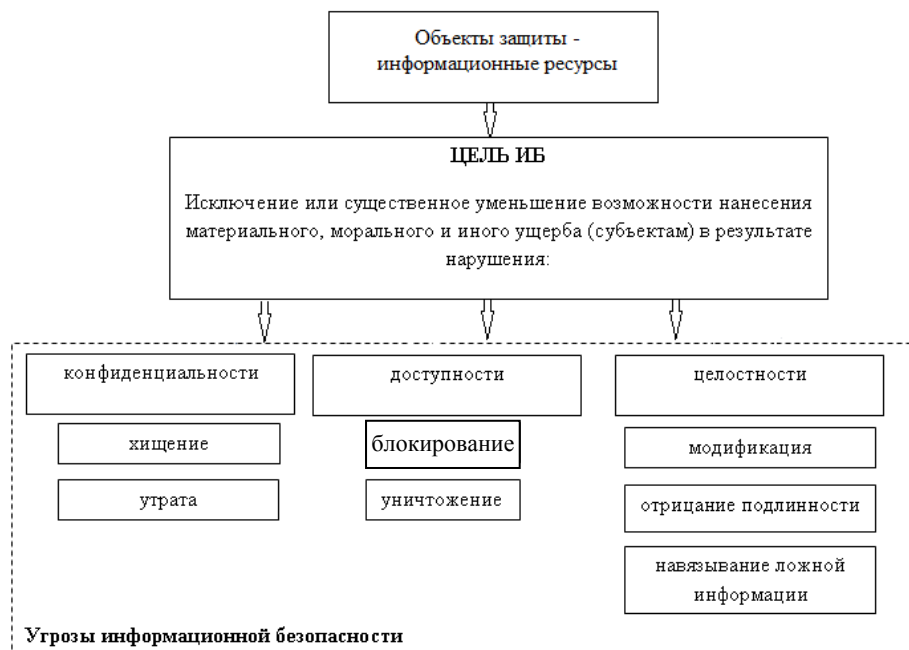 Объекты защиты -
информационные ресурсы
ЦЕЛЬ ИБ
Исключение или существенное уменьшение возможности нанесения
материального, морального и иного ущерба (субъектам) в результате
нарушения:
конфиденциальности
хищение
утрата
доступности
блокирование
уничтожение
целостности
модификация
отрицание подлинности
навязывание ложной
информации
Угрозы информационной безопасности